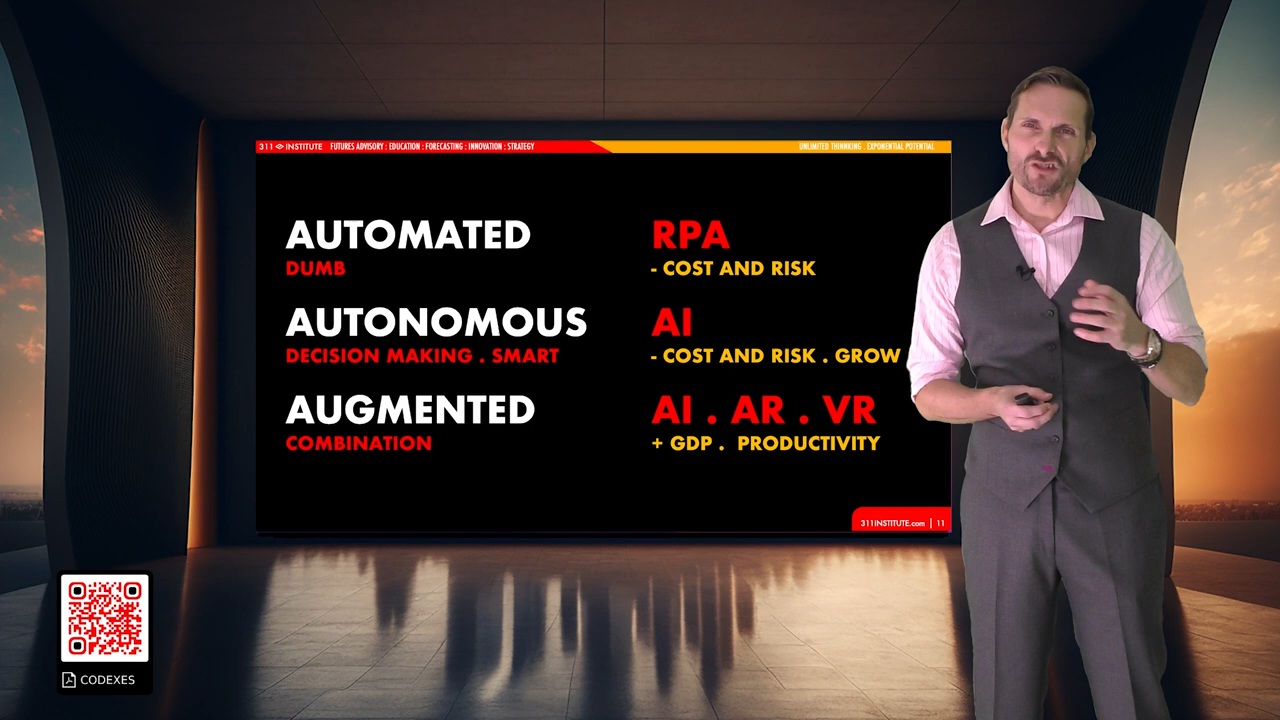 311 INSTITUTE FUTURES ADVISORY : EDUCATION : FORECASTING : INNOVATION : STRATEGY
UNLIMITED THINNKING . EXPONENTIAL POTENTIAL
AUTOMATED
DUMB
RPA
- COST AND RISK
AUTONOMOUS
DECISION MAKING . SMART
AI
- COST AND RISK . GROW
AUGMENTED
COMBINATION
AI . AR . VR
+ GDP . PRODUCTIVITY
311INSTITUTE.com | 11
CODEXES